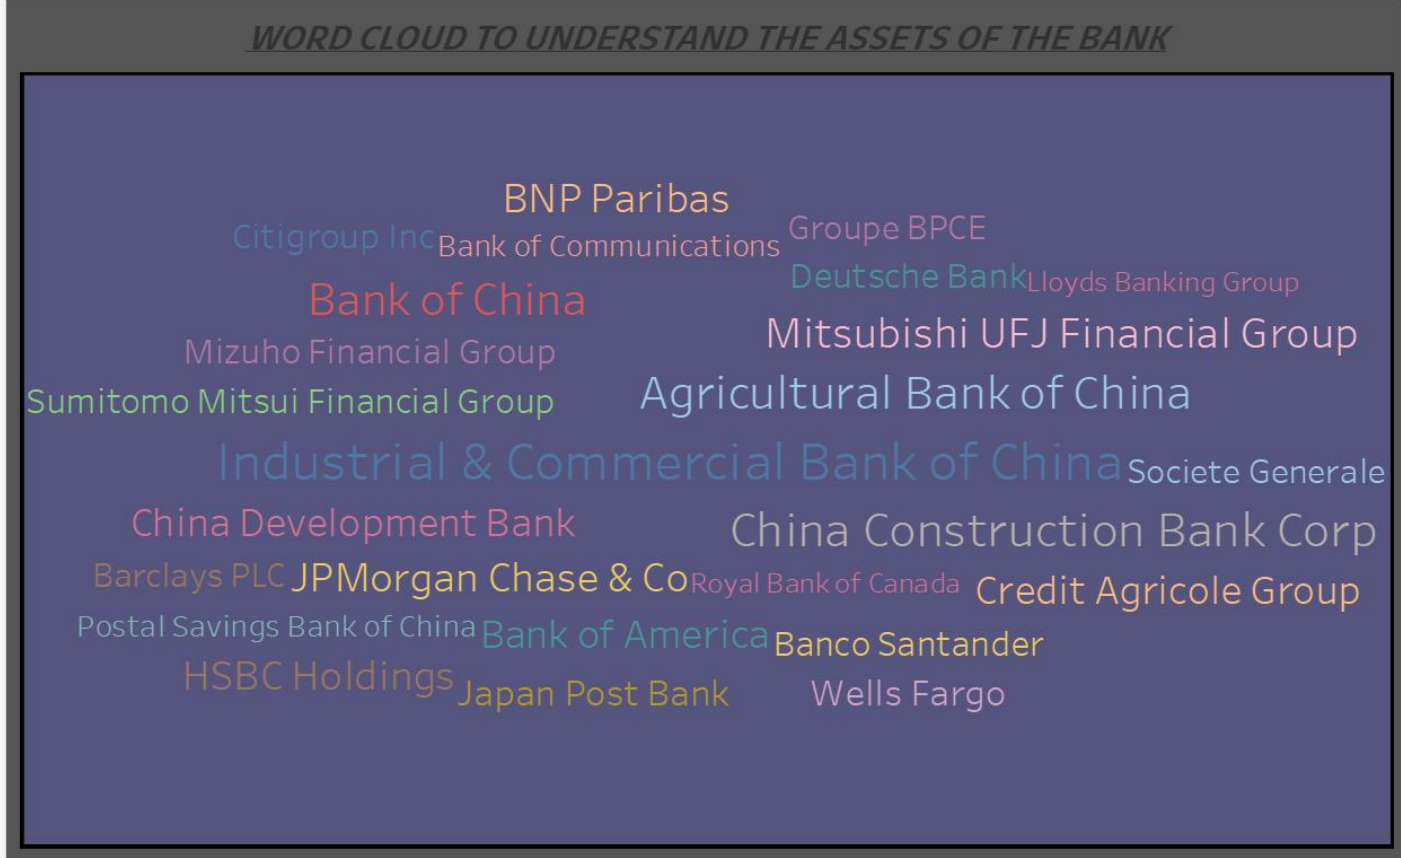 WORD CLOUD TO UNDERSTAND THE ASSETS OF THE BANK
BNP Paribas
Groupe BPCE
Citigroup Inc
Bank of Communications
Deutsche Bank
Lloyds Banking Group
Bank of China
Mitsubishi UFJ Financial Group
Mizuho Financial Group
Agricultural Bank of China
Sumitomo Mitsui Financial Group
Industrial & Commercial Bank of China
Societe Generale
China Development Bank
China Construction Bank Corp
Barclays PLC
JPMorgan Chase & Co
Royal Bank of Canada
Credit Agricole Group
Postal Savings Bank of China
Bank of America
Banco Santander
HSBC Holdings
Japan Post Bank
Wells Fargo